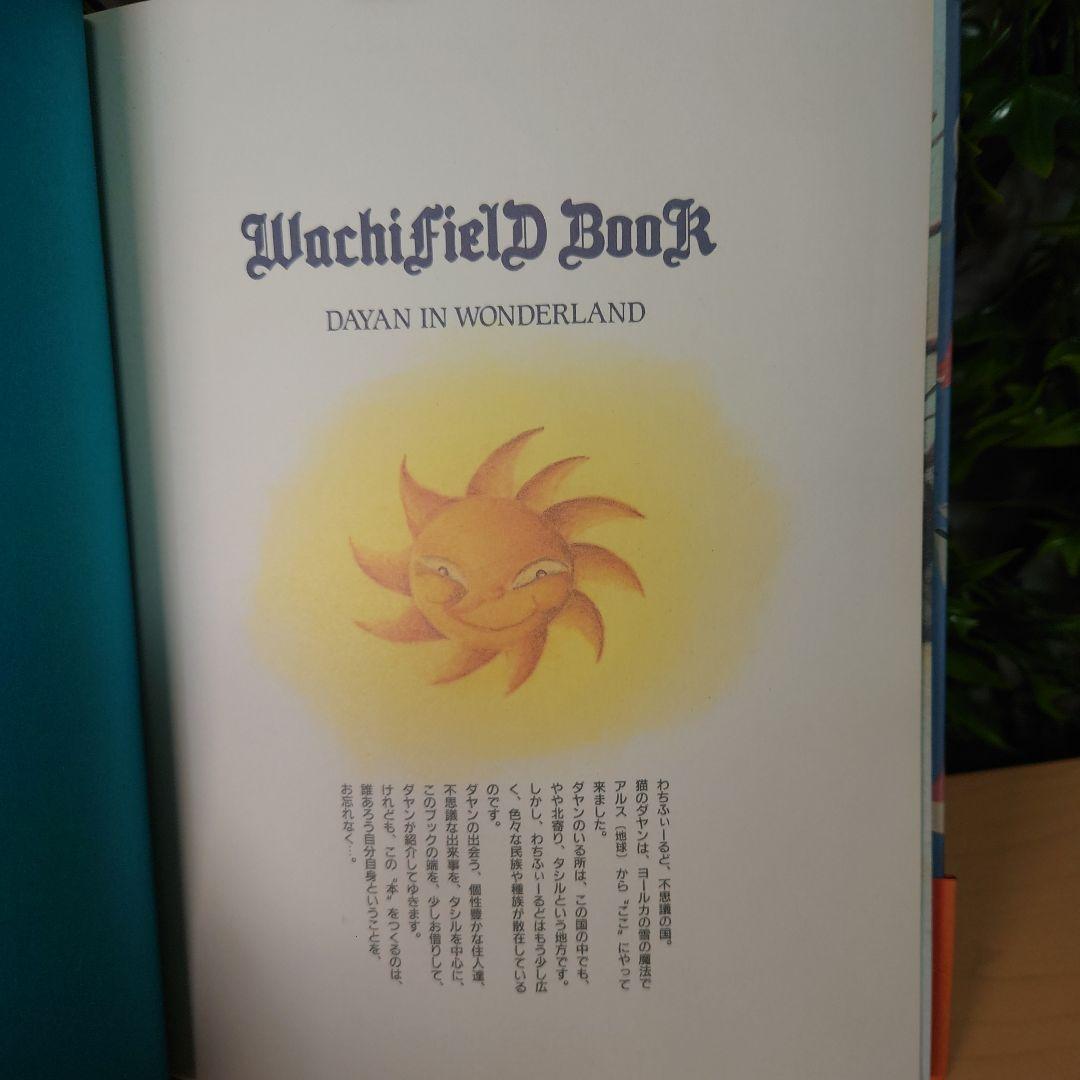 Wachifield Book
DAYAN IN WONDERLAND
わちふぃーるど、不思議の国。
猫のダヤンは、ヨールカの雪の魔法で
アルス（地球）から〝ここ〟にやって
来ました。
ダヤンのいる所は、この国の中でも、
やや北寄り、タシルという地方です。
しかし、わちふぃーるどはもう少し広
く、色々な民族や種族が散在している
のです。
ダヤンの出会う、個性豊かな住人達、
不思議な出来事を、タシルを中心に、
このブックの端を、少しお借りして、
ダヤンが紹介してゆきます。
けれども、この〝本〟をつくるのは、
誰あろう自分自身ということを、
お忘れなく…。